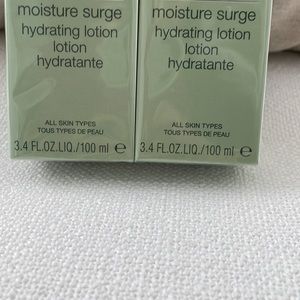 moisture surge
hydrating lotion
lotion
hydratante
ALL SKIN TYPES
TOUS TYPES DE PEAU
3.4 FL.OZ.LIQ./100 ml ℮
moisture surge
hydrating lotion
lotion
hydratante
ALL SKIN TYPES
TOUS TYPES DE PEAU
3.4 FL.OZ.LIQ./100 ml ℮